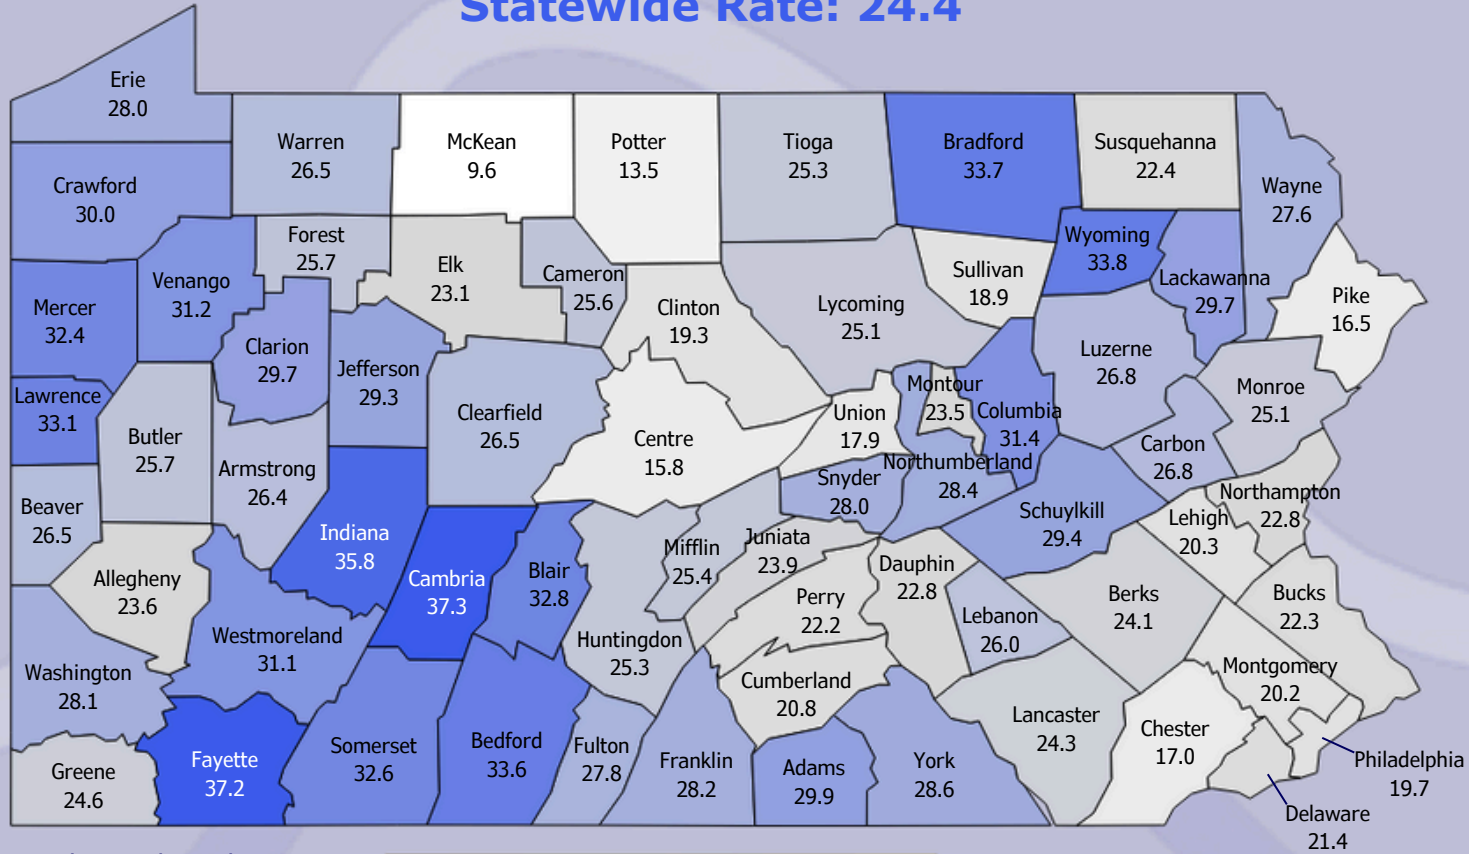 Statewide Rate: 24.4
Erie
28.0
Warren
26.5
McKean
9.6
Potter
13.5
Tioga
25.3
Bradford
33.7
Susquehanna
22.4
Wayne
27.6
Crawford
30.0
Forest
25.7
Elk
23.1
Cameron
25.6
Wyoming
33.8
Lackawanna
29.7
Venango
31.2
Mercer
32.4
Clinton
19.3
Lycoming
25.1
Sullivan
18.9
Pike
16.5
Clarion
29.7
Jefferson
29.3
Luzerne
26.8
Monroe
25.1
Lawrence
33.1
Butler
25.7
Clearfield
26.5
Centre
15.8
Union
17.9
Montour
23.5
Columbia
31.4
Carbon
26.8
Armstrong
26.4
Northumberland
28.4
Snyder
28.0
Beaver
26.5
Indiana
35.8
Schuylkill
29.4
Northampton
22.8
Lehigh
20.3
Allegheny
23.6
Cambria
37.3
Blair
32.8
Mifflin
25.4
Juniata
23.9
Dauphin
22.8
Perry
22.2
Lebanon
26.0
Berks
24.1
Bucks
22.3
Westmoreland
31.1
Huntingdon
25.3
Washington
28.1
Cumberland
20.8
Montgomery
20.2
Lancaster
24.3
Chester
17.0
Greene
24.6
Fayette
37.2
Somerset
32.6
Bedford
33.6
Fulton
27.8
Franklin
28.2
Adams
29.9
York
28.6
Philadelphia
19.7
Delaware
21.4